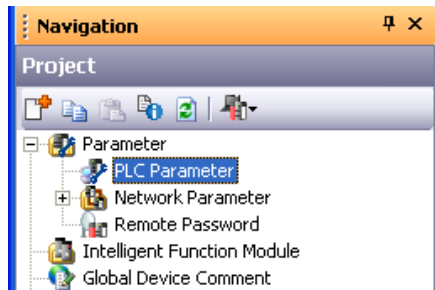 Navigation
Project
Parameter
PLC Parameter
Network Parameter
Remote Password
Intelligent Function Module
Global Device Comment